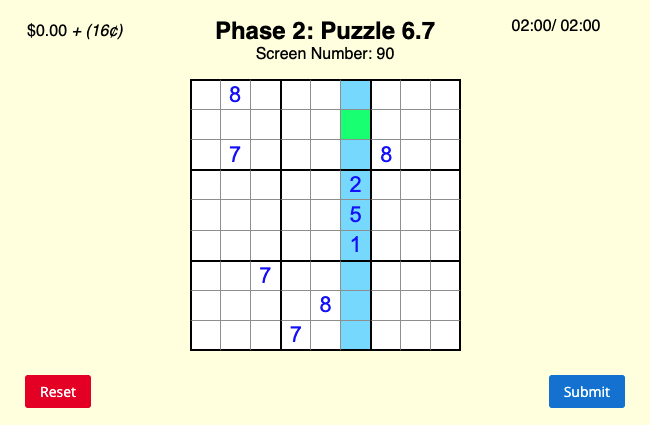 $0.00 + (16¢)
Phase 2: Puzzle 6.7
02:00/ 02:00
Screen Number: 90
8
7 8
2
5
1
7
8
7
Reset
Submit